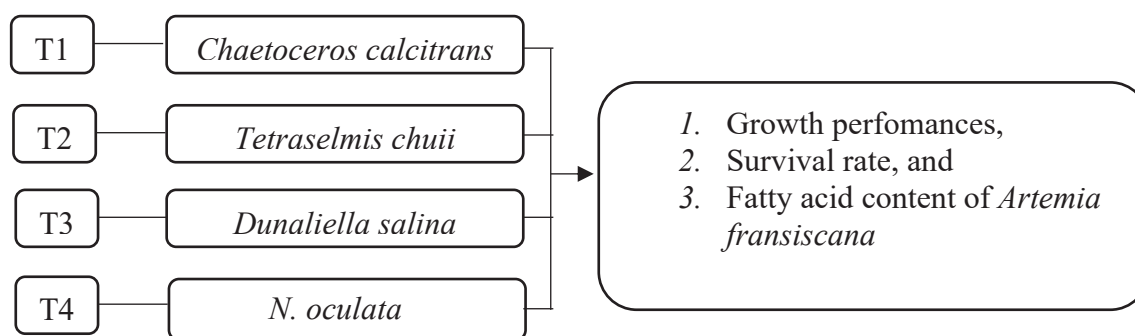 T1
Chaetoceros calcitrans
T2
Tetraselmis chuii
T3
Dunaliella salina
T4
N. oculata
1. Growth perfomances,
2. Survival rate, and
3. Fatty acid content of Artemia
fransiscana